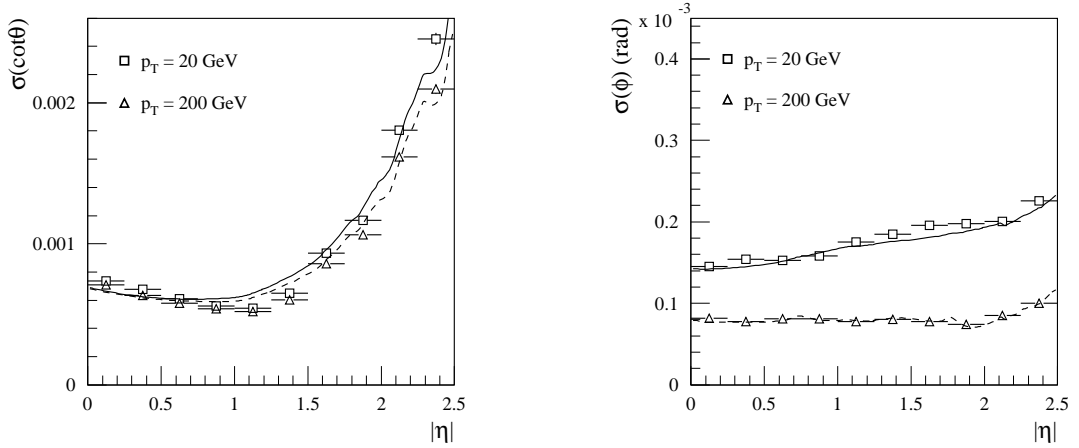 σ(cotθ)
p_T = 20 GeV
p_T = 200 GeV
0.002
0.001
0
0 0.5 1 1.5 2 2.5
|η|
x 10^-3
σ(ϕ) (rad)
p_T = 20 GeV
p_T = 200 GeV
0.4
0.3
0.2
0.1
0
0 0.5 1 1.5 2 2.5
|η|